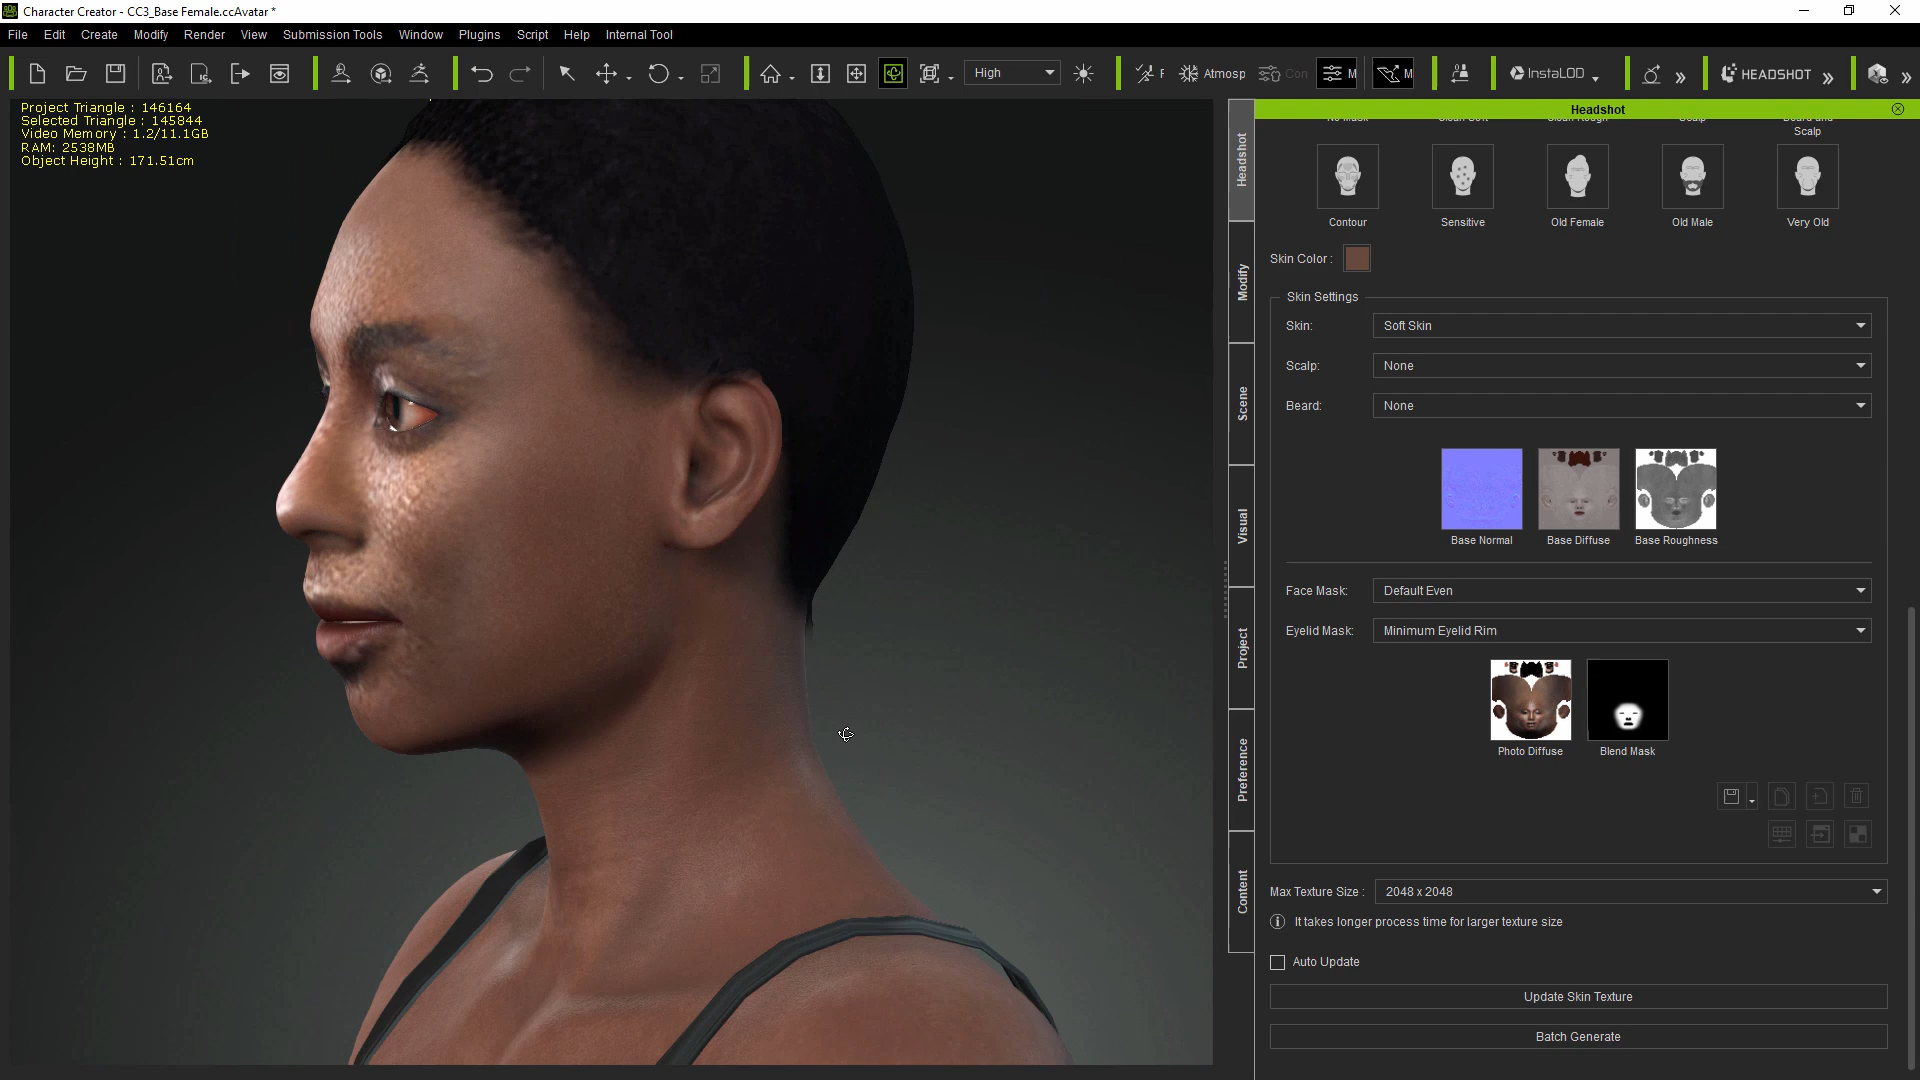 Character Creator - CC3_Base Female.ccAvatar *
File Edit Create Modify Render View Submission Tools Window Plugins Script Help Internal Tool
High
Atmosp
Con
InstaLOD
HEADSHOT
Project Triangle : 146164
Selected Triangle : 145844
Video Memory : 1.2/11.1GB
RAM: 2538MB
Object Height : 171.51cm
Headshot
Modify
Scene
Visual
Project
Preference
Content
Headshot
Scalp
Contour Sensitive Old Female Old Male Very Old
Skin Color :
Skin Settings
Skin: Soft Skin
Scalp: None
Beard: None
Base Normal Base Diffuse Base Roughness
Face Mask: Default Even
Eyelid Mask: Minimum Eyelid Rim
Photo Diffuse Blend Mask
Max Texture Size : 2048 x 2048
It takes longer process time for larger texture size
Auto Update
Update Skin Texture
Batch Generate